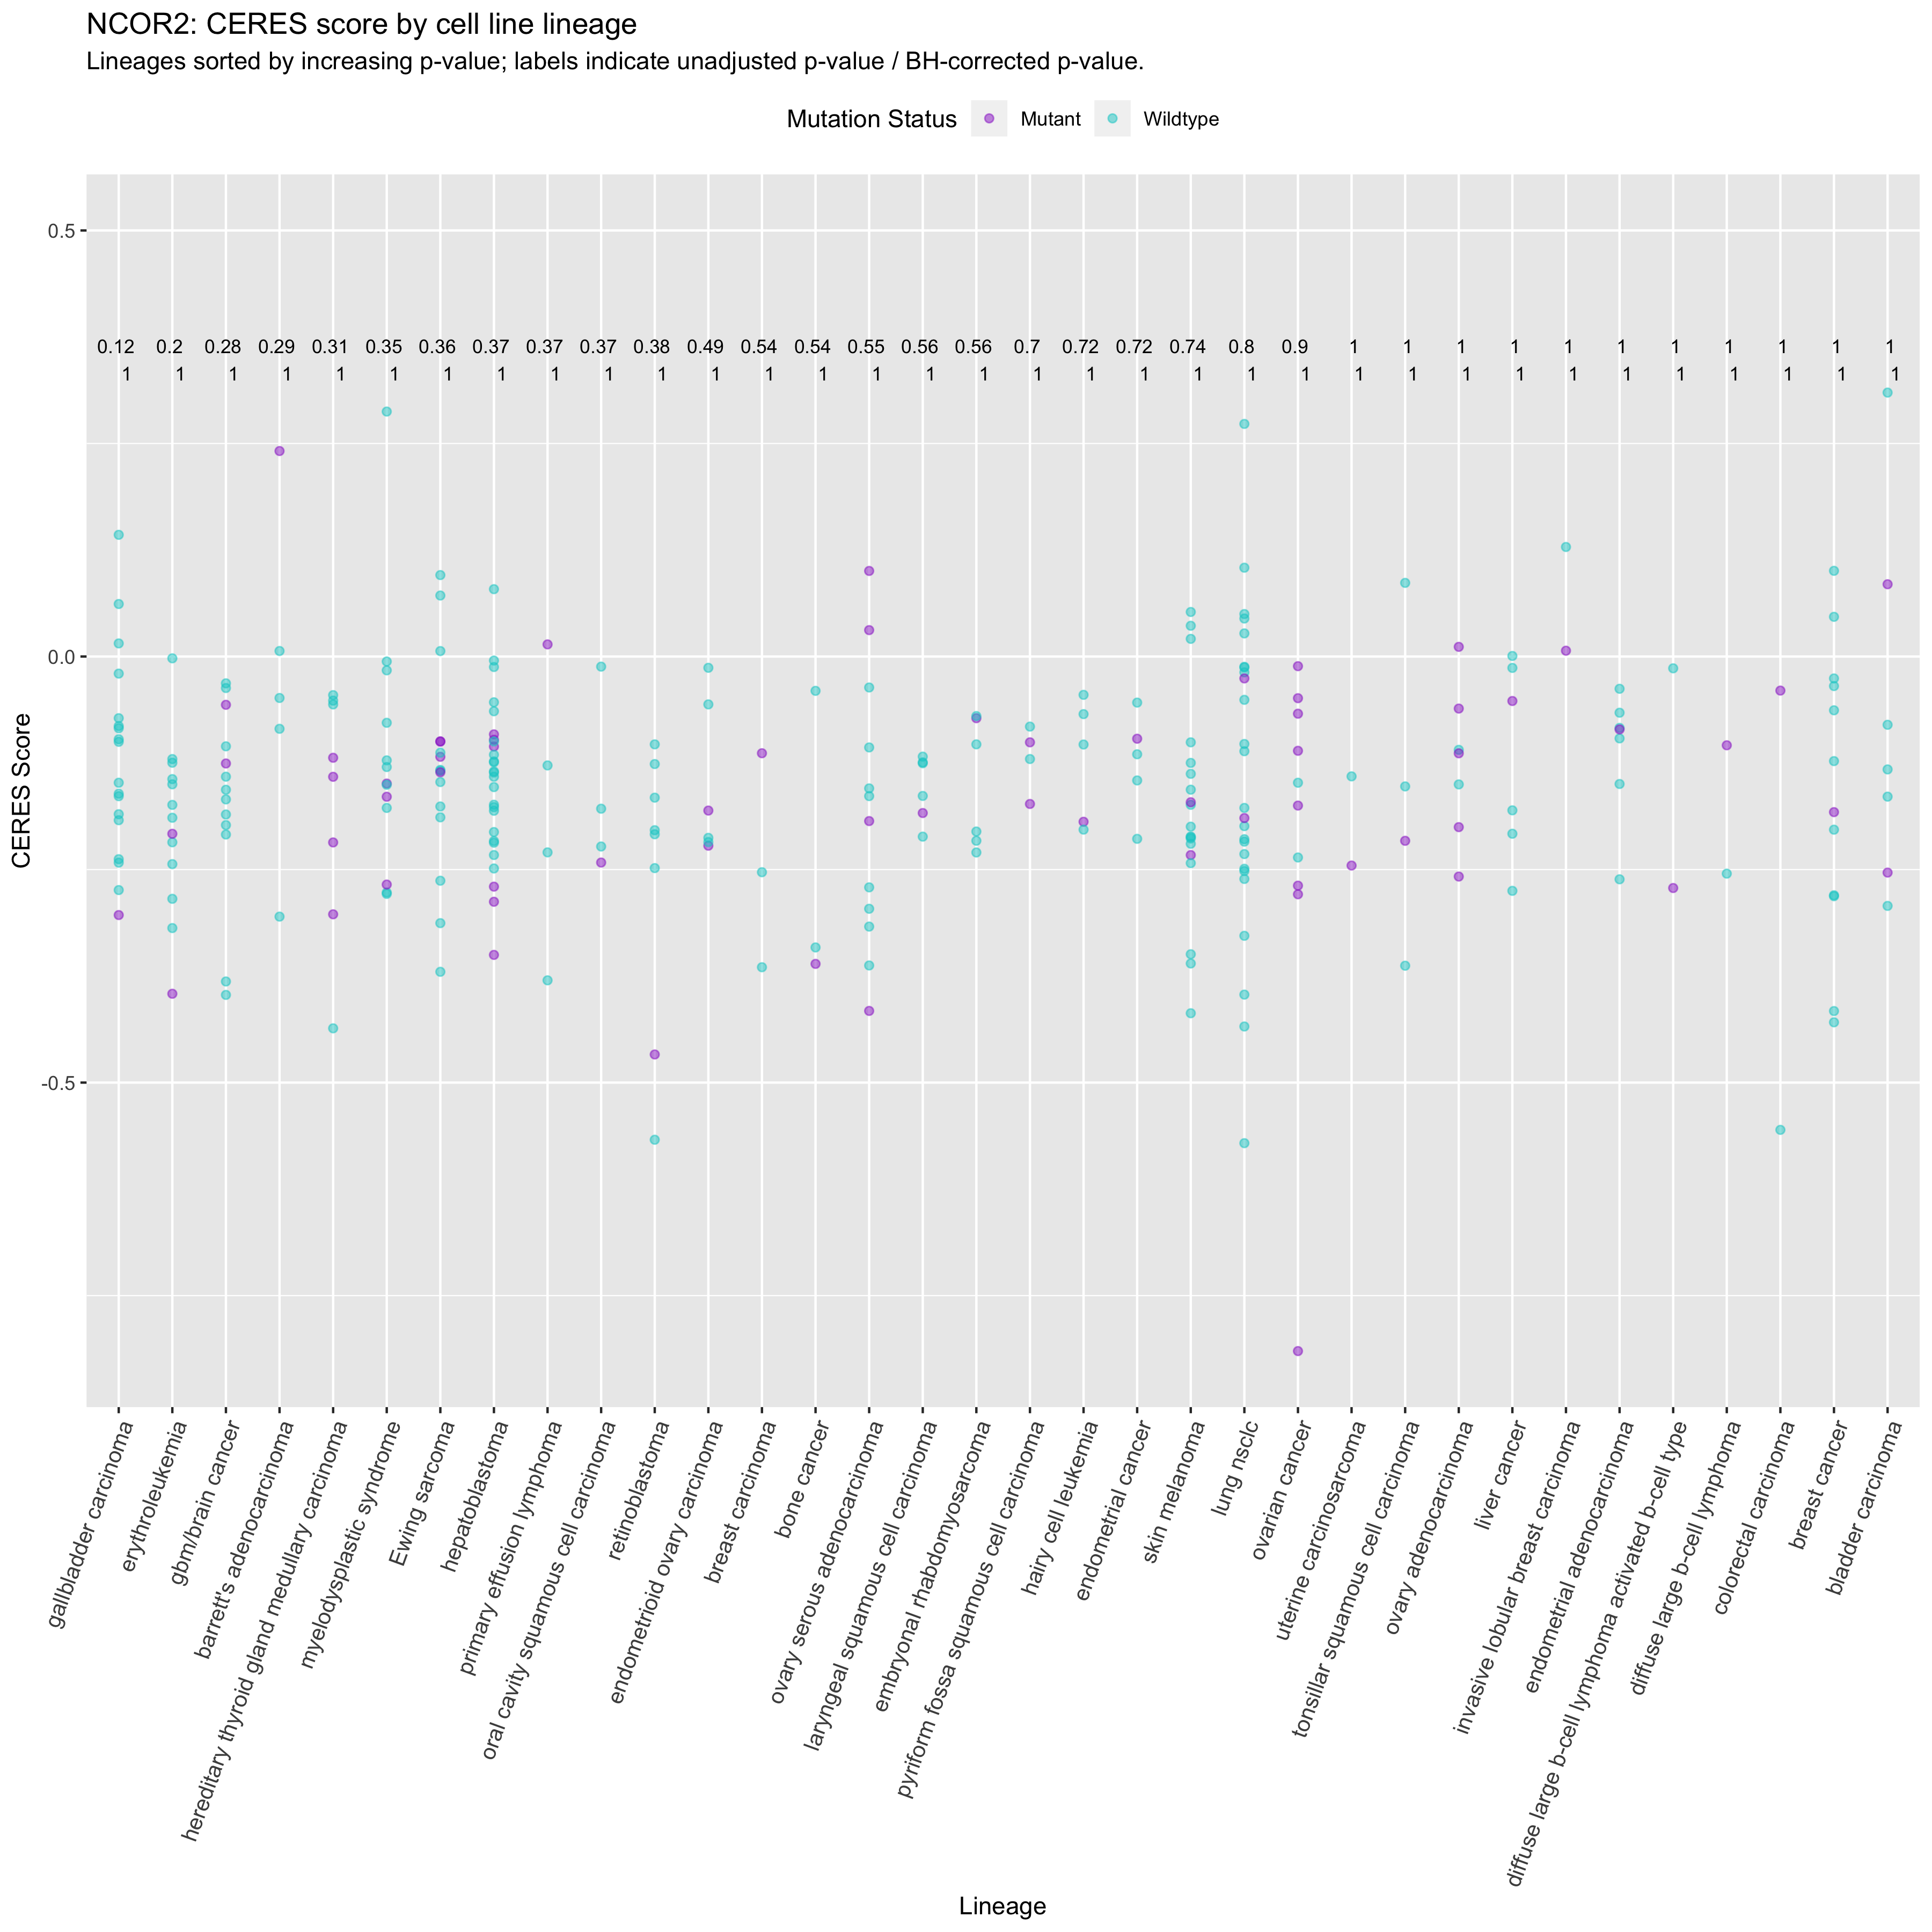 NCOR2: CERES score by cell line lineage
Lineages sorted by increasing p-value; labels indicate unadjusted p-value / BH-corrected p-value.
Mutation Status Mutant Wildtype
0.5
0.12 0.2 0.28 0.29 0.31 0.35 0.36 0.37 0.37 0.37 0.38 0.49 0.54 0.54 0.55 0.56 0.56 0.7 0.72 0.72 0.74 0.8 0.9 1 1 1 1 1 1 1 1 1 1 1
1 1 1 1 1 1 1 1 1 1 1 1 1 1 1 1 1 1 1 1 1 1 1 1 1 1 1 1 1 1 1 1 1 1
0.0
-0.5
CERES Score
gallbladder carcinoma
erythroleukemia
gbm/brain cancer
barrett's adenocarcinoma
hereditary thyroid gland medullary carcinoma
myelodysplastic syndrome
Ewing sarcoma
hepatoblastoma
primary effusion lymphoma
oral cavity squamous cell carcinoma
retinoblastoma
endometrioid ovary carcinoma
breast carcinoma
bone cancer
ovary serous adenocarcinoma
laryngeal squamous cell carcinoma
embryonal rhabdomyosarcoma
pyriform fossa squamous cell carcinoma
hairy cell leukemia
endometrial cancer
skin melanoma
lung nsclc
ovarian cancer
uterine carcinosarcoma
tonsillar squamous cell carcinoma
ovary adenocarcinoma
liver cancer
invasive lobular breast carcinoma
endometrial adenocarcinoma
diffuse large b-cell lymphoma activated b-cell type
diffuse large b-cell lymphoma
colorectal carcinoma
breast cancer
bladder carcinoma
Lineage